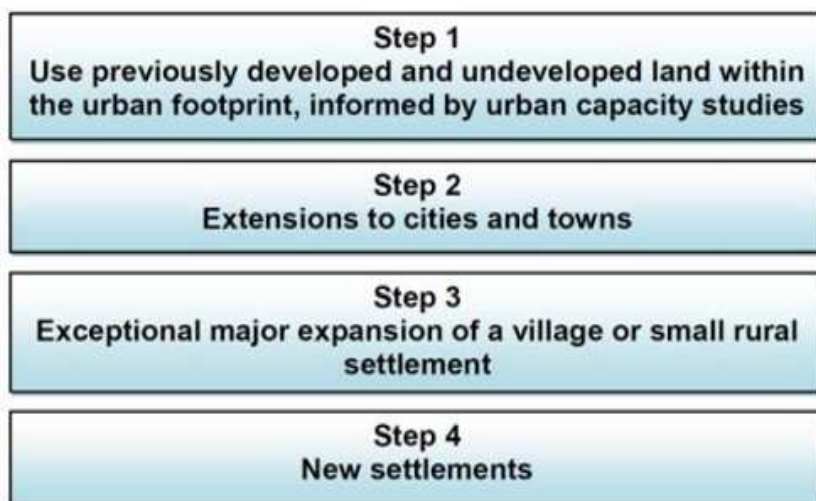 Step 1
Use previously developed and undeveloped land within
the urban footprint, informed by urban capacity studies
Step 2
Extensions to cities and towns
Step 3
Exceptional major expansion of a village or small rural
settlement
Step 4
New settlements